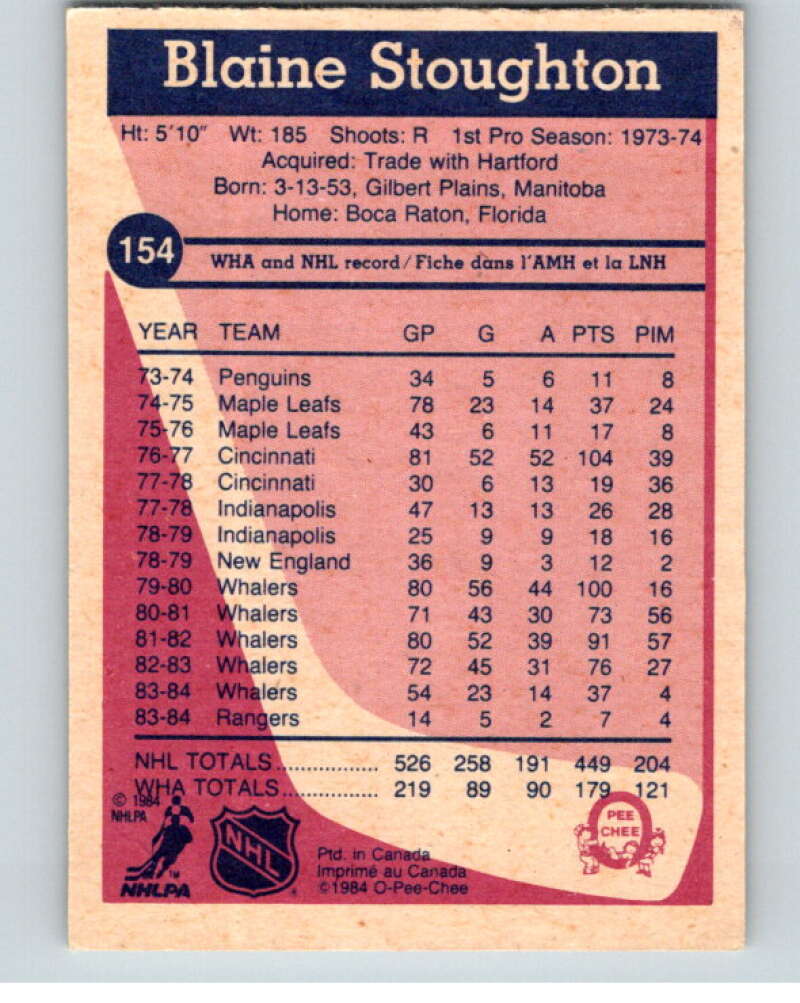 Blaine Stoughton
Ht: 5'10" Wt: 185 Shoots: R 1st Pro Season: 1973-74
Acquired: Trade with Hartford
Born: 3-13-53, Gilbert Plains, Manitoba
Home: Boca Raton, Florida
154
WHA and NHL record/Fiche dans l'AMH et la LNH
YEAR TEAM GP G A PTS PIM
73-74 Penguins 34 5 6 11 8
74-75 Maple Leafs 78 23 14 37 24
75-76 Maple Leafs 43 6 11 17 8
76-77 Cincinnati 81 52 52 104 39
77-78 Cincinnati 30 6 13 19 36
77-78 Indianapolis 47 13 13 26 28
78-79 Indianapolis 25 9 9 18 16
78-79 New England 36 9 3 12 2
79-80 Whalers 80 56 44 100 16
80-81 Whalers 71 43 30 73 56
81-82 Whalers 80 52 39 91 57
82-83 Whalers 72 45 31 76 27
83-84 Whalers 54 23 14 37 4
83-84 Rangers 14 5 2 7 4
NHL TOTALS................ 526 258 191 449 204
WHA TOTALS............... 219 89 90 179 121
© 1984
NHLPA
TM
NHLPA
NHL
Ptd. in Canada
Imprimé au Canada
©1984 O-Pee-Chee
PEE
CHEE